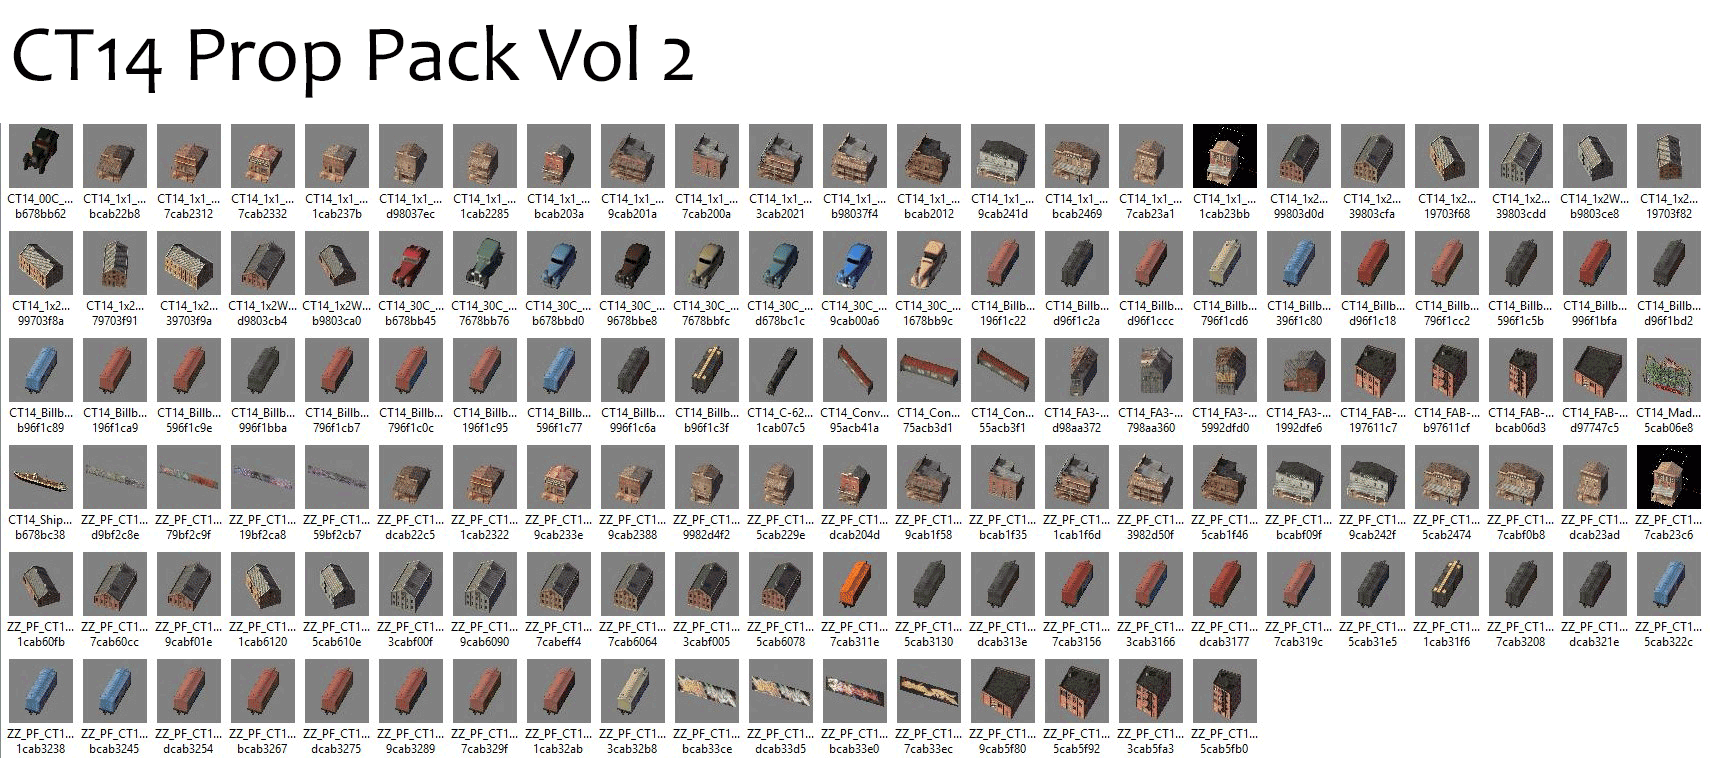 CT14 Prop Pack Vol 2
CT14_00C_... CT14_1x1_... CT14_1x1_... CT14_1x1_... CT14_1x1_... CT14_1x1_... CT14_1x1_... CT14_1x1_... CT14_1x1_... CT14_1x1_... CT14_1x1_... CT14_1x1_... CT14_1x1_... CT14_1x1_... CT14_1x1_... CT14_1x1_... CT14_1x1_... CT14_1x2... CT14_1x2... CT14_1x2... CT14_1x2... CT14_1x2W... CT14_1x2...
b678bb62 bcab22b8 7cab2312 7cab2332 1cab237b d98037ec 1cab2285 bcab203a 9cab201a 7cab200a 3cab2021 b98037f4 bcab2012 9cab241d bcab2469 7cab23a1 1cab23bb 99803d0d 39803cfa 19703f68 39803cdd b9803ce8 19703f82
CT14_1x2... CT14_1x2... CT14_1x2... CT14_1x2W... CT14_1x2W... CT14_30C_... CT14_30C_... CT14_30C_... CT14_30C_... CT14_30C_... CT14_30C_... CT14_30C_... CT14_30C_... CT14_Billb... CT14_Billb... CT14_Billb... CT14_Billb... CT14_Billb... CT14_Billb... CT14_Billb... CT14_Billb... CT14_Billb... CT14_Billb...
99703f8a 79703f91 39703f9a d9803cb4 b9803ca0 b678bb45 7678bb76 b678bbd0 9678bbe8 7678bbfc d678bc1c 9cab00a6 1678bb9c 196f1c22 d96f1c2a d96f1ccc 796f1cd6 396f1c80 d96f1c18 796f1cc2 596f1c5b 996f1bfa d96f1bd2
CT14_Billb... CT14_Billb... CT14_Billb... CT14_Billb... CT14_Billb... CT14_Billb... CT14_Billb... CT14_Billb... CT14_Billb... CT14_Billb... CT14_C-62... CT14_Conv... CT14_Con... CT14_Con... CT14_FA3-... CT14_FA3-... CT14_FA3-... CT14_FA3-... CT14_FAB-... CT14_FAB-... CT14_FAB-... CT14_FAB-... CT14_Mad...
b96f1c89 196f1ca9 596f1c9e 996f1bba 796f1cb7 796f1c0c 196f1c95 596f1c77 996f1c6a b96f1c3f 1cab07c5 95acb41a 75acb3d1 55acb3f1 d98aa372 798aa360 5992dfd0 1992dfe6 197611c7 b97611cf bcab06d3 d97747c5 5cab06e8
CT14_Ship... ZZ_PF_CT1... ZZ_PF_CT1... ZZ_PF_CT1... ZZ_PF_CT1... ZZ_PF_CT1... ZZ_PF_CT1... ZZ_PF_CT1... ZZ_PF_CT1... ZZ_PF_CT1... ZZ_PF_CT1... ZZ_PF_CT1... ZZ_PF_CT1... ZZ_PF_CT1... ZZ_PF_CT1... ZZ_PF_CT1... ZZ_PF_CT1... ZZ_PF_CT1... ZZ_PF_CT1... ZZ_PF_CT1... ZZ_PF_CT1... ZZ_PF_CT1... ZZ_PF_CT1...
b678bc38 d9bf2c8e 79bf2c9f 19bf2ca8 59bf2cb7 dcab22c5 1cab2322 9cab233e 9cab2388 9982d4f2 5cab229e dcab204d 9cab1f58 bcab1f35 1cab1f6d 3982d50f 5cab1f46 bcabf09f 9cab242f 5cab2474 7cabf0b8 dcab23ad 7cab23c6
ZZ_PF_CT1... ZZ_PF_CT1... ZZ_PF_CT1... ZZ_PF_CT1... ZZ_PF_CT1... ZZ_PF_CT1... ZZ_PF_CT1... ZZ_PF_CT1... ZZ_PF_CT1... ZZ_PF_CT1... ZZ_PF_CT1... ZZ_PF_CT1... ZZ_PF_CT1... ZZ_PF_CT1... ZZ_PF_CT1... ZZ_PF_CT1... ZZ_PF_CT1... ZZ_PF_CT1... ZZ_PF_CT1... ZZ_PF_CT1... ZZ_PF_CT1... ZZ_PF_CT1... ZZ_PF_CT1...
1cab60fb 7cab60cc 9cabf01e 1cab6120 5cab610e 3cabf00f 9cab6090 7cabeff4 7cab6064 3cabf005 5cab6078 7cab311e 5cab3130 dcab313e 7cab3156 3cab3166 dcab3177 7cab319c 5cab31e5 1cab31f6 7cab3208 dcab321e 5cab322c
ZZ_PF_CT1... ZZ_PF_CT1... ZZ_PF_CT1... ZZ_PF_CT1... ZZ_PF_CT1... ZZ_PF_CT1... ZZ_PF_CT1... ZZ_PF_CT1... ZZ_PF_CT1... ZZ_PF_CT1... ZZ_PF_CT1... ZZ_PF_CT1... ZZ_PF_CT1... ZZ_PF_CT1... ZZ_PF_CT1... ZZ_PF_CT1... ZZ_PF_CT1...
1cab3238 bcab3245 dcab3254 bcab3267 dcab3275 9cab3289 7cab329f 1cab32ab 3cab32b8 bcab33ce dcab33d5 bcab33e0 7cab33ec 9cab5f80 5cab5f92 3cab5fa3 5cab5fb0